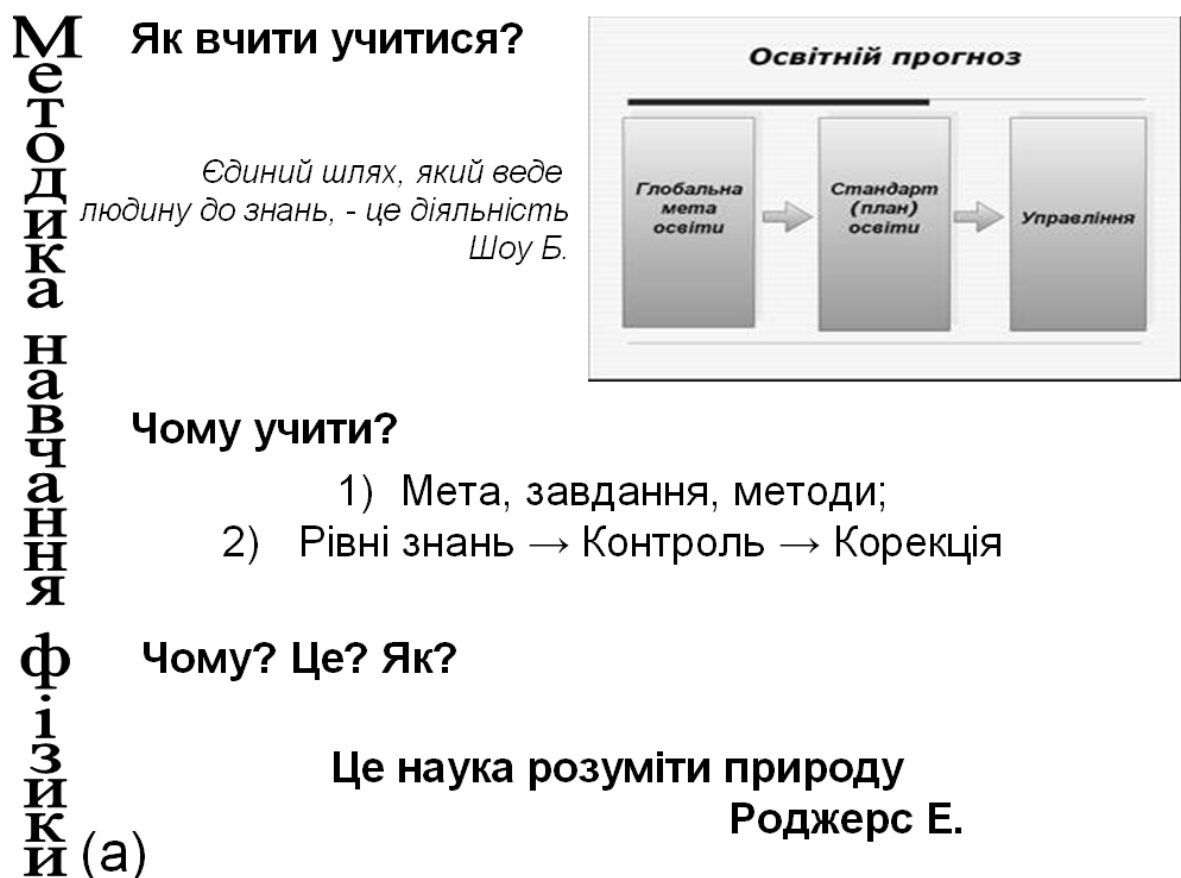 Методика навчання фізики
Як вчити учитися?
Єдиний шлях, який веде
людину до знань, - це діяльність
Шоу Б.
Освітній прогноз
Глобальна
мета
освіти
Стандарт
(план)
освіти
Управління
Чому учити?
1) Мета, завдання, методи;
2) Рівні знань → Контроль → Корекція
Чому? Це? Як?
Це наука розуміти природу
Роджерс Е.
(а)